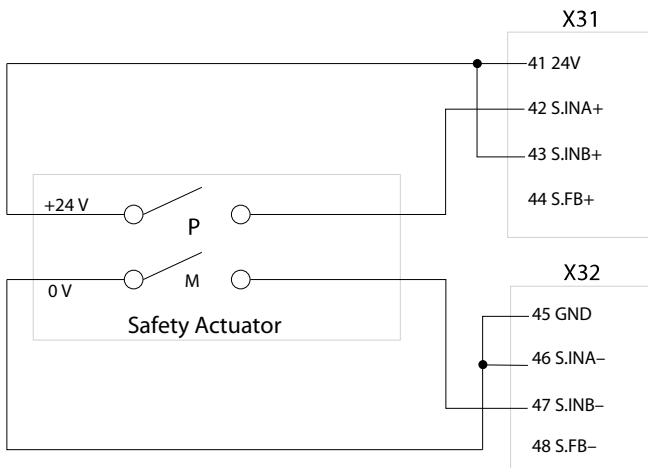 X31
41 24V
42 S.INA+
43 S.INB+
44 S.FB+
+24 V
P
M
0 V
Safety Actuator
X32
45 GND
46 S.INA–
47 S.INB–
48 S.FB–